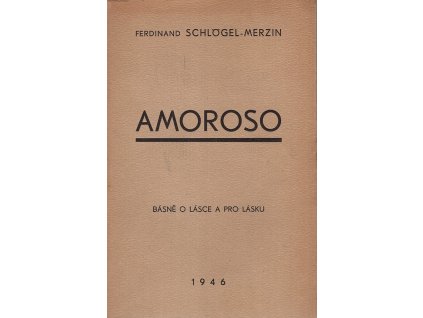 FERDINAND SCHLÖGEL-MERZIN
AMOROSO
BÁSNĚ O LÁSCE A PRO LÁSKU
1946